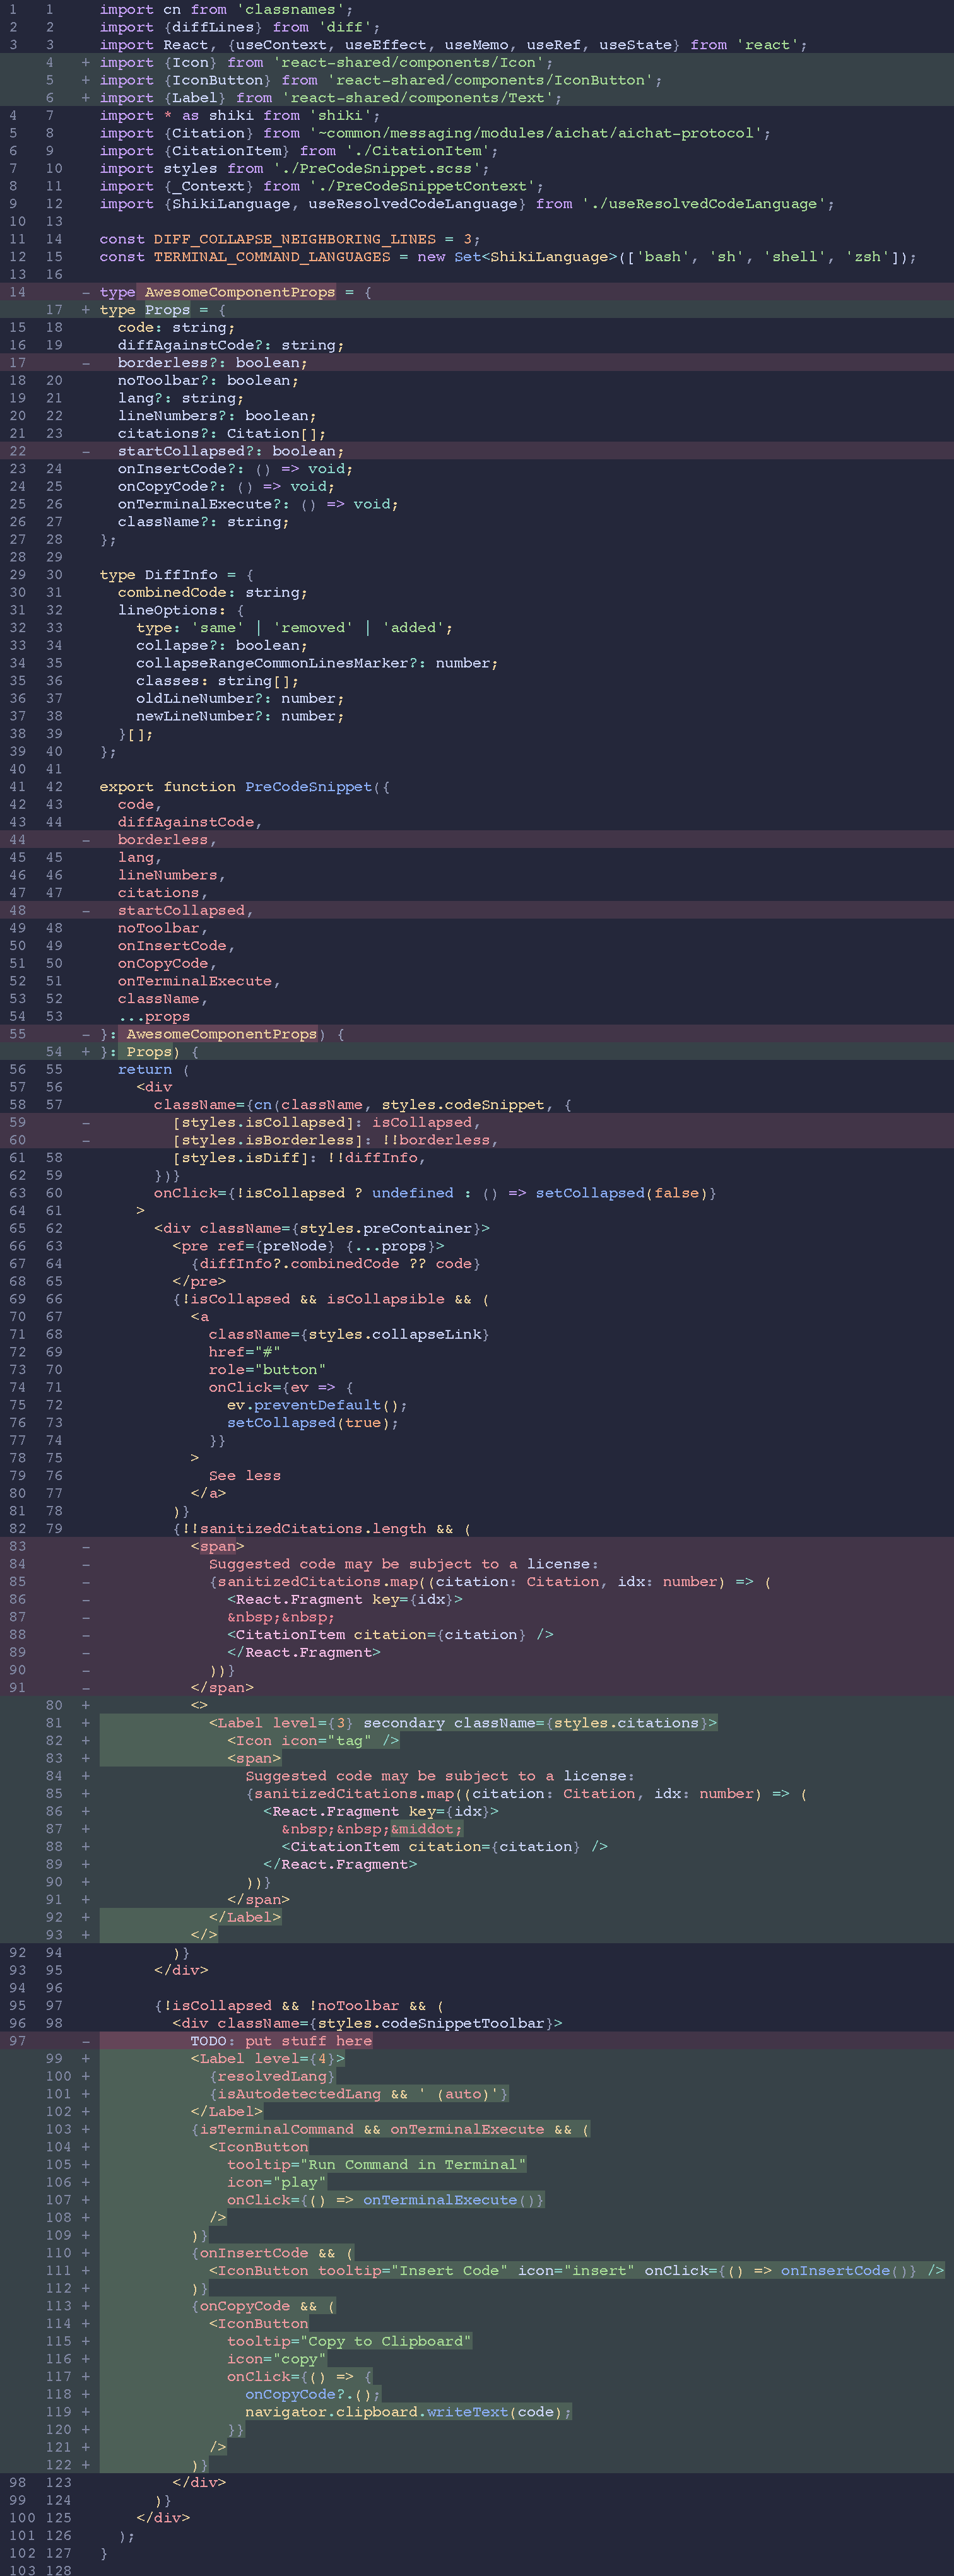 1 1 import cn from 'classnames';
2 2 import {diffLines} from 'diff';
3 3 import React, {useContext, useEffect, useMemo, useRef, useState} from 'react';
4 + import {Icon} from 'react-shared/components/Icon';
5 + import {IconButton} from 'react-shared/components/IconButton';
6 + import {Label} from 'react-shared/components/Text';
4 7 import * as shiki from 'shiki';
5 8 import {Citation} from '~common/messaging/modules/aichat/aichat-protocol';
6 9 import {CitationItem} from './CitationItem';
7 10 import styles from './PreCodeSnippet.scss';
8 11 import {_Context} from './PreCodeSnippetContext';
9 12 import {ShikiLanguage, useResolvedCodeLanguage} from './useResolvedCodeLanguage';
10 13
11 14 const DIFF_COLLAPSE_NEIGHBORING_LINES = 3;
12 15 const TERMINAL_COMMAND_LANGUAGES = new Set<ShikiLanguage>(['bash', 'sh', 'shell', 'zsh']);
13 16
14 - type AwesomeComponentProps = {
17 + type Props = {
15 18 code: string;
16 19 diffAgainstCode?: string;
17 - borderless?: boolean;
18 20 noToolbar?: boolean;
19 21 lang?: string;
20 22 lineNumbers?: boolean;
21 23 citations?: Citation[];
22 - startCollapsed?: boolean;
23 24 onInsertCode?: () => void;
24 25 onCopyCode?: () => void;
25 26 onTerminalExecute?: () => void;
26 27 className?: string;
27 28 };
28 29
29 30 type DiffInfo = {
30 31 combinedCode: string;
31 32 lineOptions: {
32 33 type: 'same' | 'removed' | 'added';
33 34 collapse?: boolean;
34 35 collapseRangeCommonLinesMarker?: number;
35 36 classes: string[];
36 37 oldLineNumber?: number;
37 38 newLineNumber?: number;
38 39 }[];
39 40 };
40 41
41 42 export function PreCodeSnippet({
42 43 code,
43 44 diffAgainstCode,
44 - borderless,
45 45 lang,
46 46 lineNumbers,
47 47 citations,
48 - startCollapsed,
49 48 noToolbar,
50 49 onInsertCode,
51 50 onCopyCode,
52 51 onTerminalExecute,
53 52 className,
54 53 ...props
55 - }: AwesomeComponentProps) {
54 + }: Props) {
56 55 return (
57 56 <div
58 57 className={cn(className, styles.codeSnippet, {
59 - [styles.isCollapsed]: isCollapsed,
60 - [styles.isBorderless]: !!borderless,
61 58 [styles.isDiff]: !!diffInfo,
62 59 })}
63 60 onClick={!isCollapsed ? undefined : () => setCollapsed(false)}
64 61 >
65 62 <div className={styles.preContainer}>
66 63 <pre ref={preNode} {...props}>
67 64 {diffInfo?.combinedCode ?? code}
68 65 </pre>
69 66 {!isCollapsed && isCollapsible && (
70 67 <a
71 68 className={styles.collapseLink}
72 69 href="#"
73 70 role="button"
74 71 onClick={ev => {
75 72 ev.preventDefault();
76 73 setCollapsed(true);
77 74 }}
78 75 >
79 76 See less
80 77 </a>
81 78 )}
82 79 {!!sanitizedCitations.length && (
83 - <span>
84 - Suggested code may be subject to a license:
85 - {sanitizedCitations.map((citation: Citation, idx: number) => (
86 - <React.Fragment key={idx}>
87 - &nbsp;&nbsp;
88 - <CitationItem citation={citation} />
89 - </React.Fragment>
90 - ))}
91 - </span>
80 + <>
81 + <Label level={3} secondary className={styles.citations}>
82 + <Icon icon="tag" />
83 + <span>
84 + Suggested code may be subject to a license:
85 + {sanitizedCitations.map((citation: Citation, idx: number) => (
86 + <React.Fragment key={idx}>
87 + &nbsp;&nbsp;&middot;
88 + <CitationItem citation={citation} />
89 + </React.Fragment>
90 + ))}
91 + </span>
92 + </Label>
93 + </>
92 94 )}
93 95 </div>
94 96
95 97 {!isCollapsed && !noToolbar && (
96 98 <div className={styles.codeSnippetToolbar}>
97 - TODO: put stuff here
99 + <Label level={4}>
100 + {resolvedLang}
101 + {isAutodetectedLang && ' (auto)'}
102 + </Label>
103 + {isTerminalCommand && onTerminalExecute && (
104 + <IconButton
105 + tooltip="Run Command in Terminal"
106 + icon="play"
107 + onClick={() => onTerminalExecute()}
108 + />
109 + )}
110 + {onInsertCode && (
111 + <IconButton tooltip="Insert Code" icon="insert" onClick={() => onInsertCode()} />
112 + )}
113 + {onCopyCode && (
114 + <IconButton
115 + tooltip="Copy to Clipboard"
116 + icon="copy"
117 + onClick={() => {
118 + onCopyCode?.();
119 + navigator.clipboard.writeText(code);
120 + }}
121 + />
122 + )}
98 123 </div>
99 124 )}
100 125 </div>
101 126 );
102 127 }
103 128